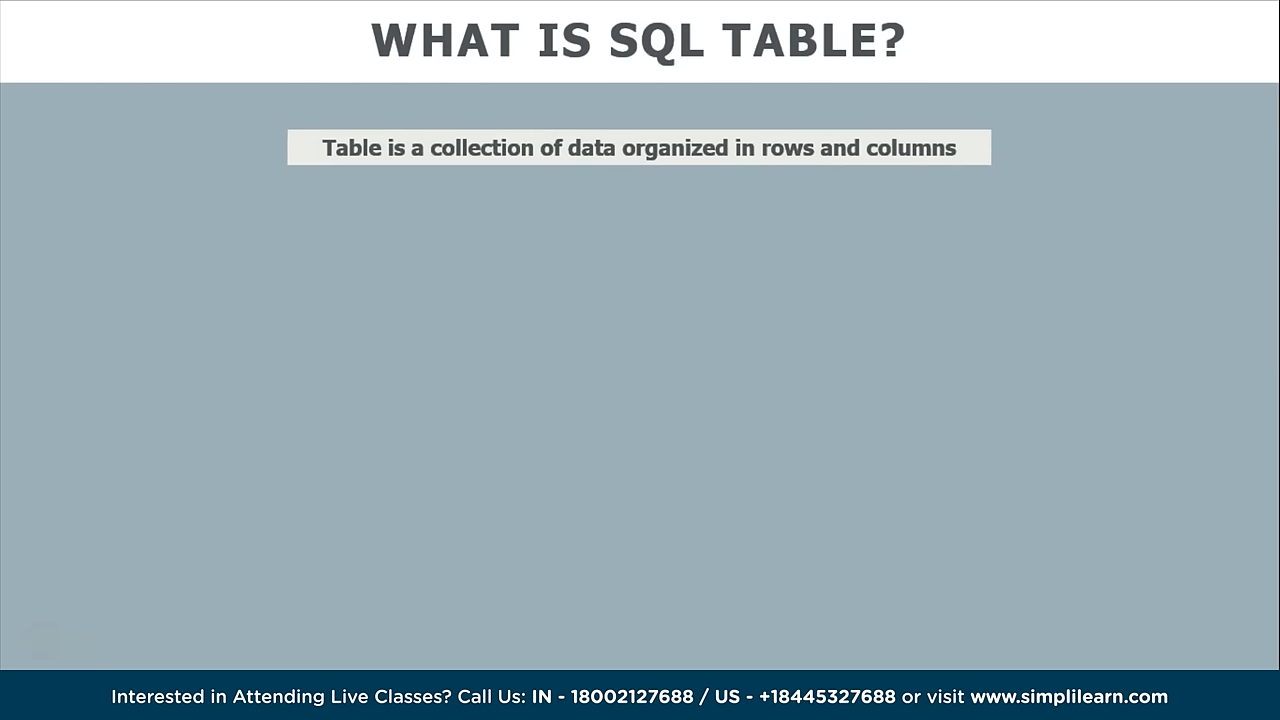 WHAT IS SQL TABLE?
Table is a collection of data organized in rows and columns
Interested in Attending Live Classes? Call Us: IN - 18002127688 / US - +18445327688 or visit www.simplilearn.com